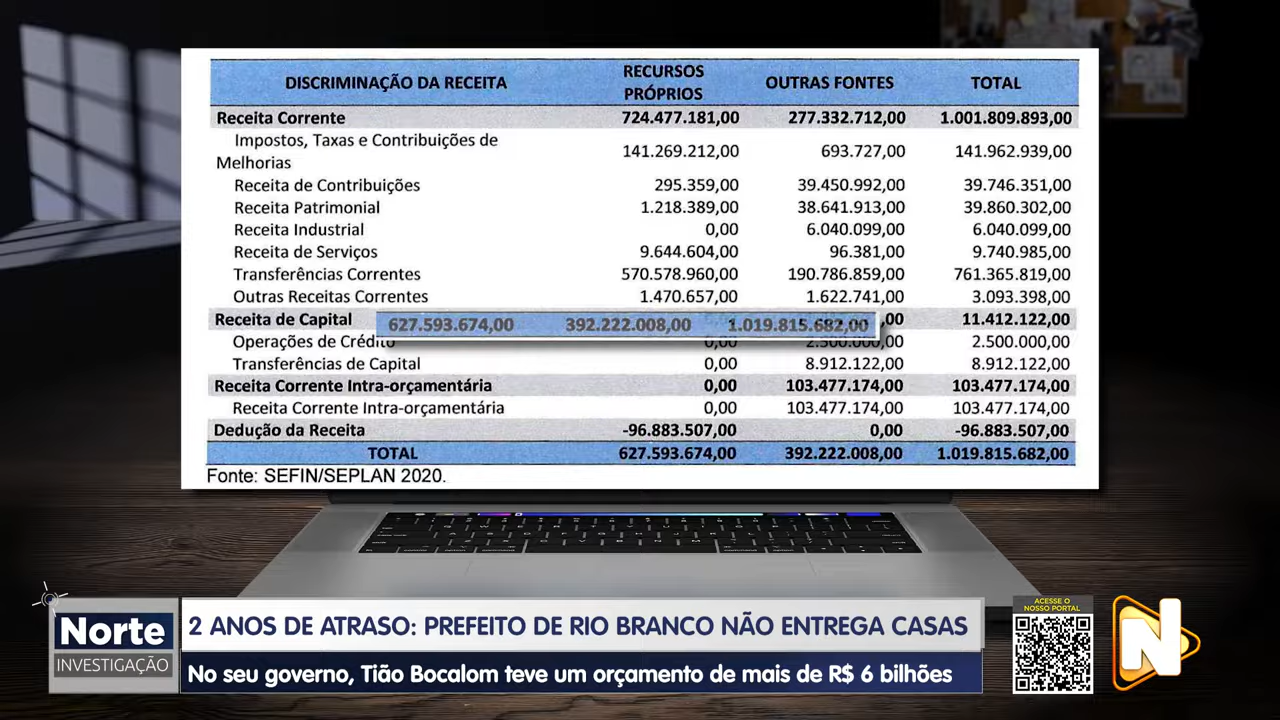 DISCRIMINAÇÃO DA RECEITA RECURSOS PRÓPRIOS OUTRAS FONTES TOTAL
Receita Corrente 724.477.181,00 277.332.712,00 1.001.809.893,00
Impostos, Taxas e Contribuições de
Melhorias 141.269.212,00 693.727,00 141.962.939,00
Receita de Contribuições 295.359,00 39.450.992,00 39.746.351,00
Receita Patrimonial 1.218.389,00 38.641.913,00 39.860.302,00
Receita Industrial 0,00 6.040.099,00 6.040.099,00
Receita de Serviços 9.644.604,00 96.381,00 9.740.985,00
Transferências Correntes 570.578.960,00 190.786.859,00 761.365.819,00
Outras Receitas Correntes 1.470.657,00 1.622.741,00 3.093.398,00
Receita de Capital ,00 11.412.122,00
627.593.674,00 392.222.008,00 1.019.815.682,00
Operações de Crédito 0,00 2.500.000,00 2.500.000,00
Transferências de Capital 0,00 8.912.122,00 8.912.122,00
Receita Corrente Intra-orçamentária 0,00 103.477.174,00 103.477.174,00
Receita Corrente Intra-orçamentária 0,00 103.477.174,00 103.477.174,00
Dedução da Receita -96.883.507,00 0,00 -96.883.507,00
TOTAL 627.593.674,00 392.222.008,00 1.019.815.682,00
Fonte: SEFIN/SEPLAN 2020.
Norte
INVESTIGAÇÃO
2 ANOS DE ATRASO: PREFEITO DE RIO BRANCO NÃO ENTREGA CASAS
No seu governo, Tião Bocalom teve um orçamento de mais de R$ 6 bilhões
ACESSE O
NOSSO PORTAL
N